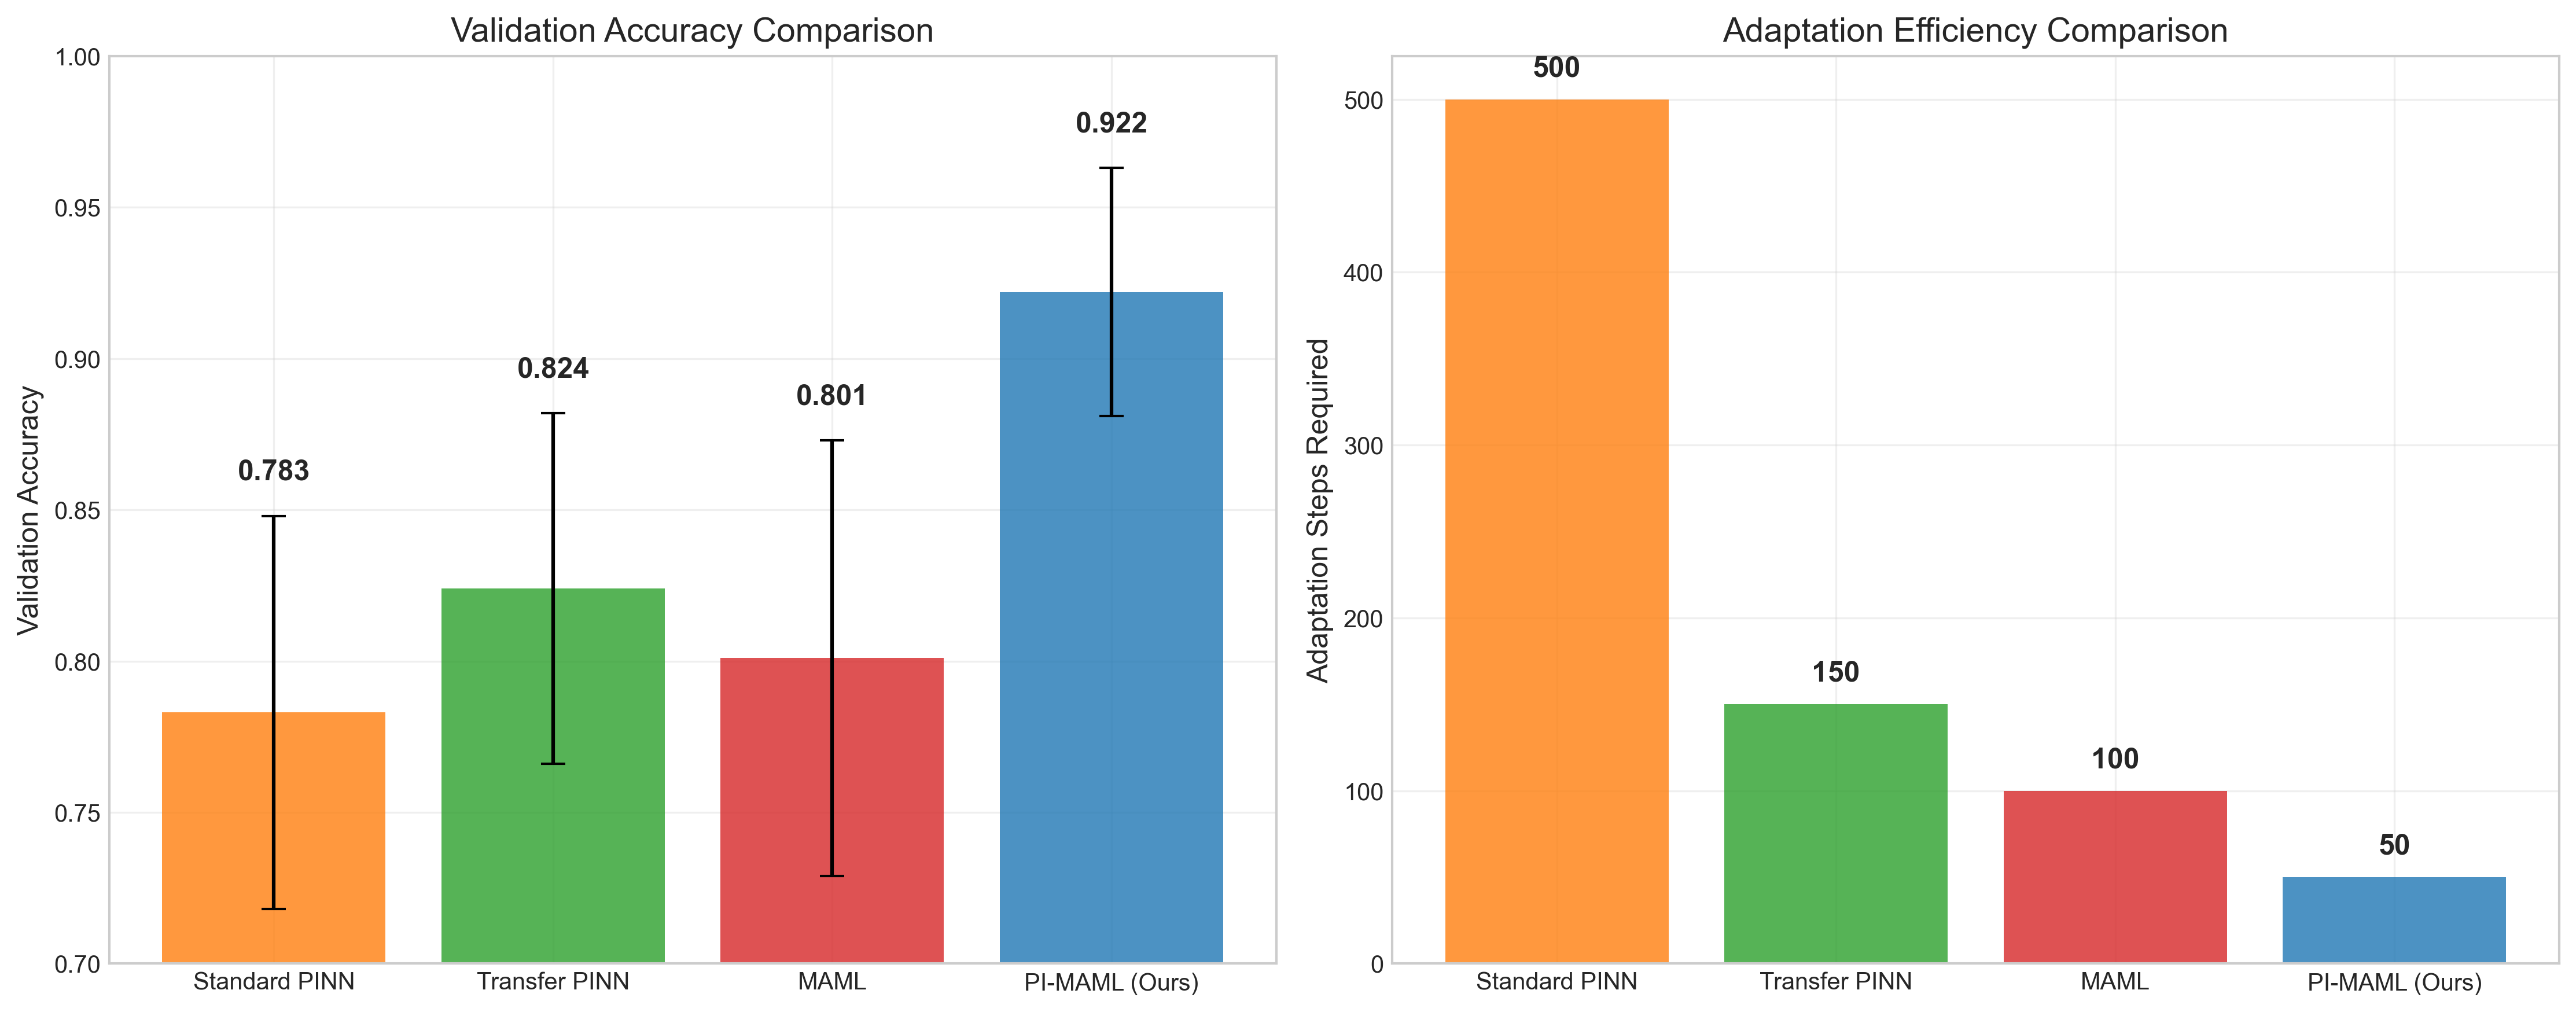 Validation Accuracy Comparison
Validation Accuracy
1.00
0.95
0.90
0.85
0.80
0.75
0.70
0.783
0.824
0.801
0.922
Standard PINN
Transfer PINN
MAML
PI-MAML (Ours)
Adaptation Efficiency Comparison
Adaptation Steps Required
500
400
300
200
100
0
500
150
100
50
Standard PINN
Transfer PINN
MAML
PI-MAML (Ours)